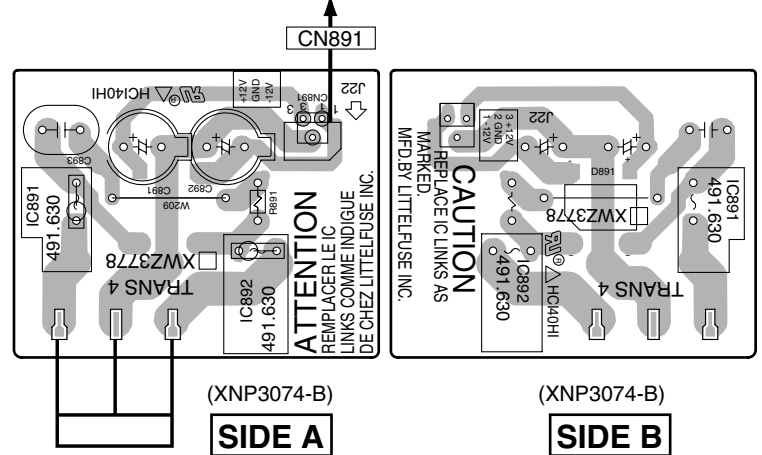 CN891
HCI40HI
+12V
GND
-12V
CN891
3
1
J22
C893
C891
C892
W209
R891
IC891
491.630
XWZ3778
TRANS 4
IC892
491.630
ATTENTION
REMPLACER LE IC
LINKS COMME INDIGUE
DE CHEZ LITTELFUSE INC.
(XNP3074-B)
SIDE A
J22
3 +12V
2 GND
1 -12V
CAUTION
REPLACE IC LINKS AS
MARKED.
MFD.BY LITTELFUSE INC.
D891
XWZ3778
IC891
491.630
IC892
491.630
HCI40HI
TRANS 4
(XNP3074-B)
SIDE B